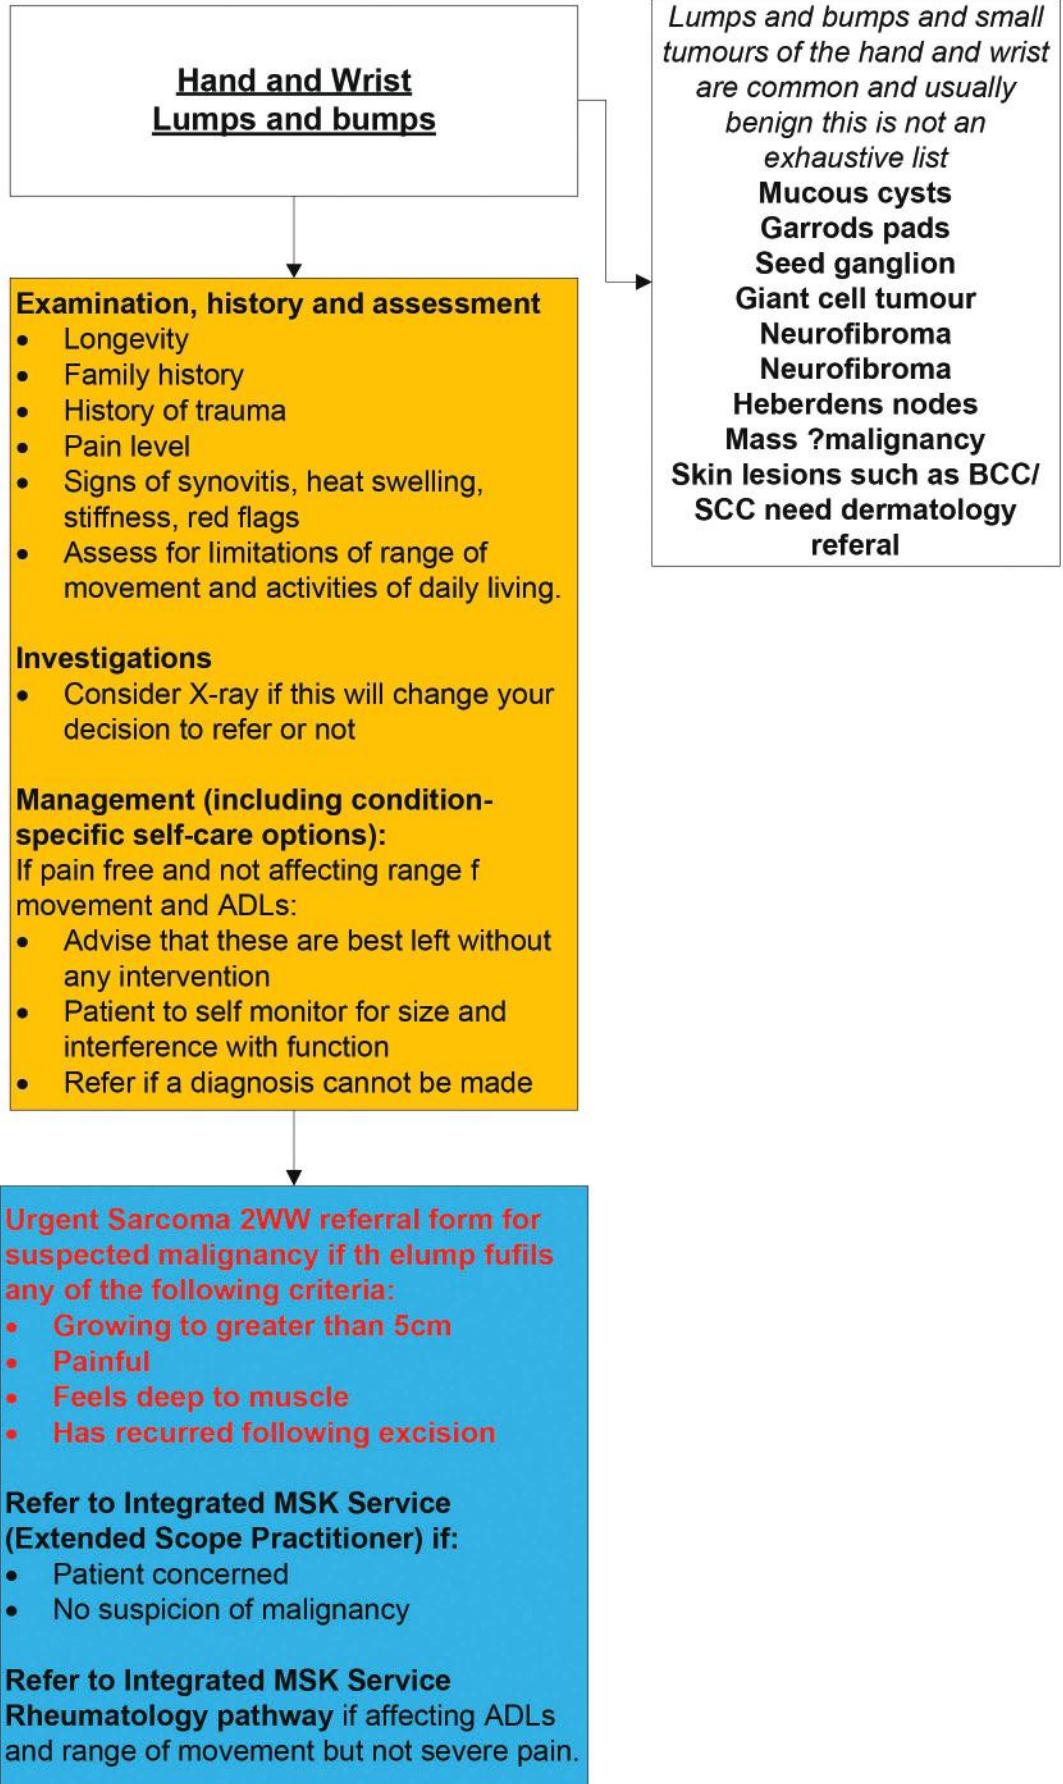 Hand and Wrist
Lumps and bumps
Lumps and bumps and small
tumours of the hand and wrist
are common and usually
benign this is not an
exhaustive list
Mucous cysts
Garrods pads
Seed ganglion
Giant cell tumour
Neurofibroma
Neurofibroma
Heberdens nodes
Mass ?malignancy
Skin lesions such as BCC/
SCC need dermatology
referal
Examination, history and assessment
• Longevity
• Family history
• History of trauma
• Pain level
• Signs of synovitis, heat swelling,
stiffness, red flags
• Assess for limitations of range of
movement and activities of daily living.
Investigations
• Consider X-ray if this will change your
decision to refer or not
Management (including condition-
specific self-care options):
If pain free and not affecting range f
movement and ADLs:
• Advise that these are best left without
any intervention
• Patient to self monitor for size and
interference with function
• Refer if a diagnosis cannot be made
Urgent Sarcoma 2WW referral form for
suspected malignancy if th elump fufils
any of the following criteria:
• Growing to greater than 5cm
• Painful
• Feels deep to muscle
• Has recurred following excision
Refer to Integrated MSK Service
(Extended Scope Practitioner) if:
• Patient concerned
• No suspicion of malignancy
Refer to Integrated MSK Service
Rheumatology pathway if affecting ADLs
and range of movement but not severe pain.